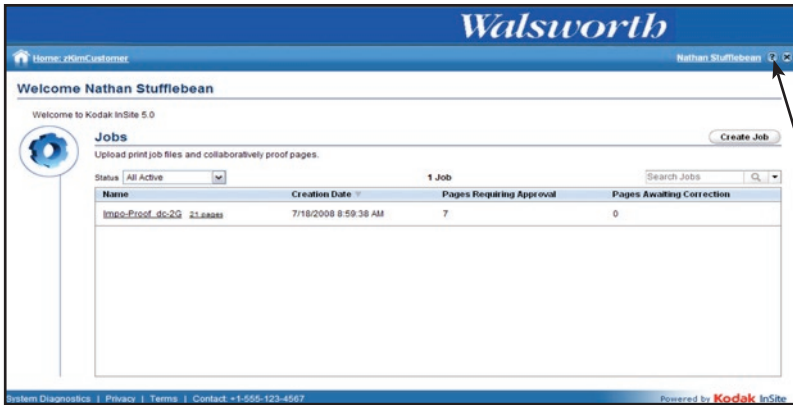 Walsworth
Home: zKimCustomer
Nathan Stufflebean ? x
Welcome Nathan Stufflebean
Welcome to Kodak InSite 5.0
Jobs
Create Job
Upload print job files and collaboratively proof pages.
Status All Active
1 Job
Search Jobs
Name Creation Date Pages Requiring Approval Pages Awaiting Correction
Impo-Proof_dc-2G 21 pages 7/18/2008 8:59:38 AM 7 0
System Diagnostics | Privacy | Terms | Contact: +1-555-123-4567
Powered by Kodak InSite